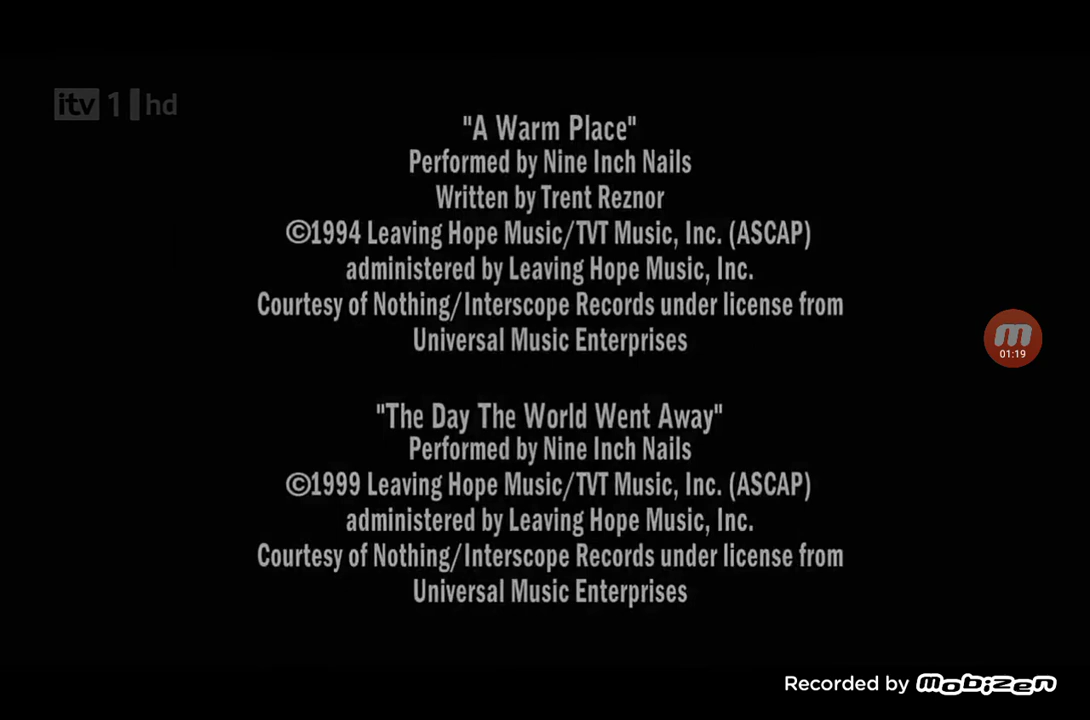 itv 1 hd
"A Warm Place"
Performed by Nine Inch Nails
Written by Trent Reznor
©1994 Leaving Hope Music/TVT Music, Inc. (ASCAP)
administered by Leaving Hope Music, Inc.
Courtesy of Nothing/Interscope Records under license from
Universal Music Enterprises
01:19
"The Day The World Went Away"
Performed by Nine Inch Nails
©1999 Leaving Hope Music/TVT Music, Inc. (ASCAP)
administered by Leaving Hope Music, Inc.
Courtesy of Nothing/Interscope Records under license from
Universal Music Enterprises
Recorded by mobizen